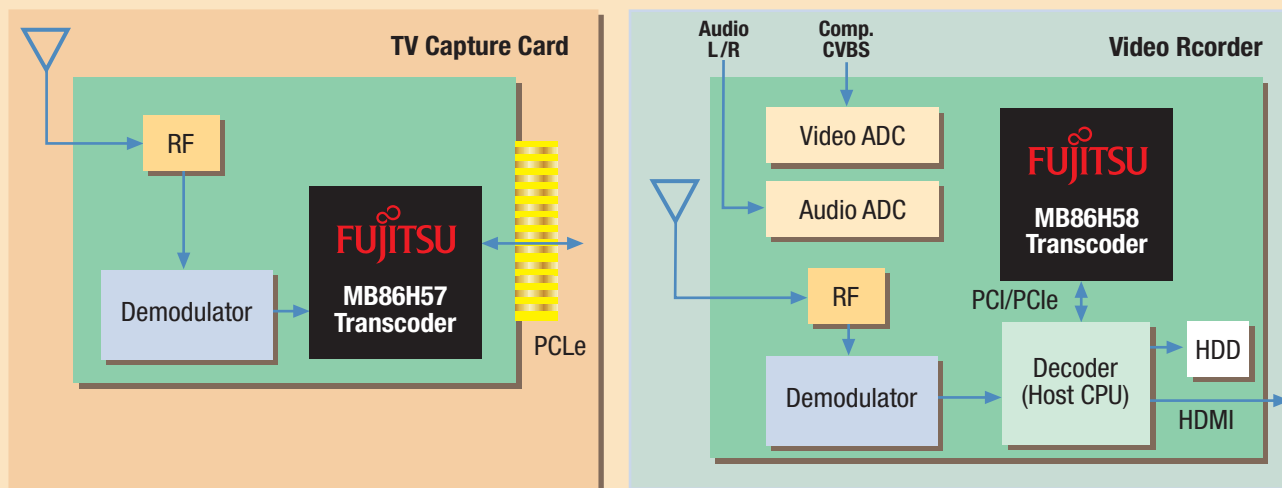 TV Capture Card
RF
Demodulator
FUJITSU
MB86H57
Transcoder
PCLe
Video Rcorder
Audio
L/R
Comp.
CVBS
Video ADC
Audio ADC
RF
Demodulator
FUJITSU
MB86H58
Transcoder
PCI/PCIe
Decoder
(Host CPU)
HDD
HDMI